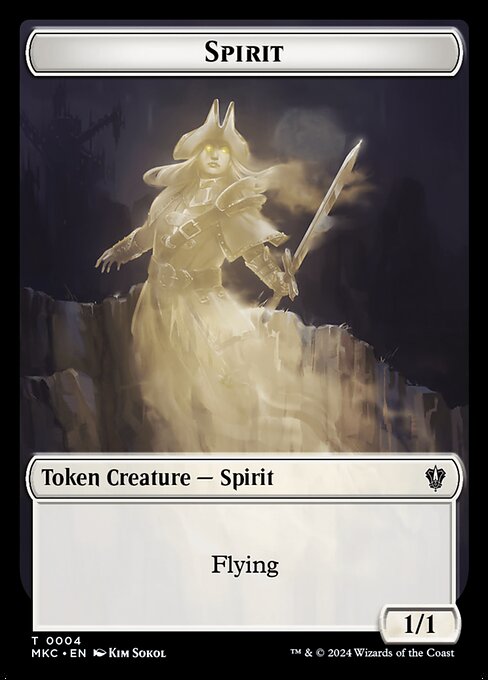 Spirit
Token Creature — Spirit
Flying
1/1
T 0004
MKC • EN Kim Sokol
™ & © 2024 Wizards of the Coast